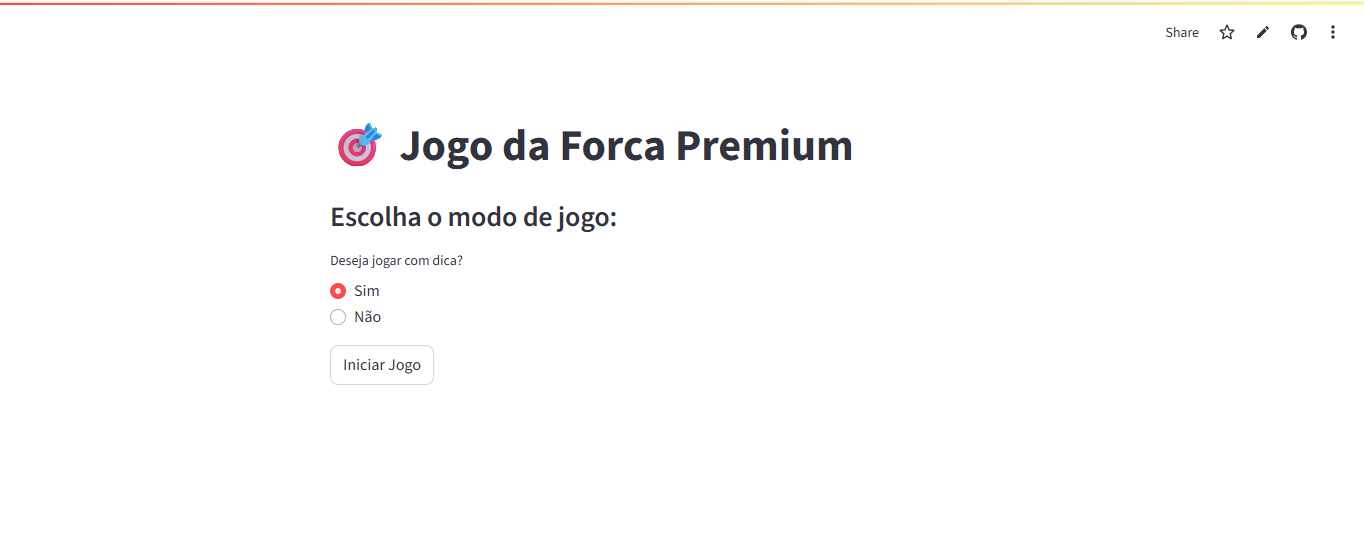 Share
Jogo da Forca Premium
Escolha o modo de jogo:
Deseja jogar com dica?
Sim
Não
Iniciar Jogo